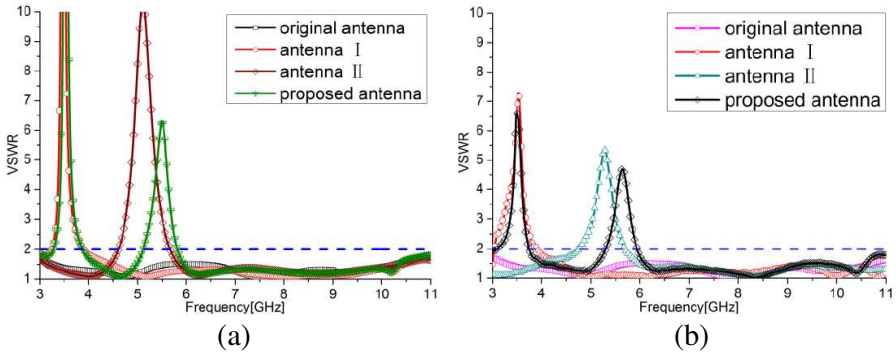 10
9
8
7
6
5
4
3
2
1
VSWR
original antenna
antenna Ⅰ
antenna Ⅱ
proposed antenna
3 4 5 6 7 8 9 10 11
Frequency[GHz]
(a)
10
9
8
7
6
5
4
3
2
1
VSWR
original antenna
antenna Ⅰ
antenna Ⅱ
proposed antenna
3 4 5 6 7 8 9 10 11
Frequency[GHz]
(b)